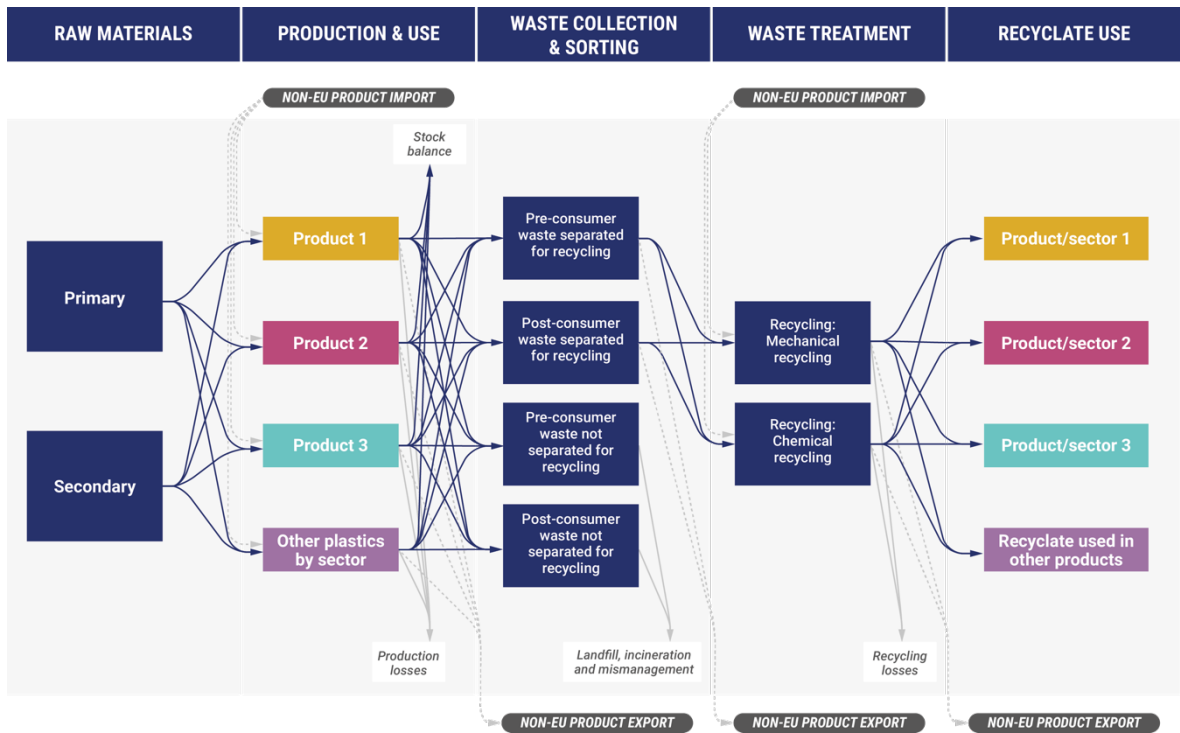 RAW MATERIALS
PRODUCTION & USE
WASTE COLLECTION
& SORTING
WASTE TREATMENT
RECYCLATE USE
NON-EU PRODUCT IMPORT
NON-EU PRODUCT IMPORT
Stock
balance
Primary
Secondary
Product 1
Product 2
Product 3
Other plastics
by sector
Pre-consumer
waste separated
for recycling
Post-consumer
waste separated
for recycling
Pre-consumer
waste not
separated for
recycling
Post-consumer
waste not
separated for
recycling
Recycling:
Mechanical
recycling
Recycling:
Chemical
recycling
Product/sector 1
Product/sector 2
Product/sector 3
Recyclate used in
other products
Production
losses
Landfill, incineration
and mismanagement
Recycling
losses
NON-EU PRODUCT EXPORT
NON-EU PRODUCT EXPORT
NON-EU PRODUCT EXPORT